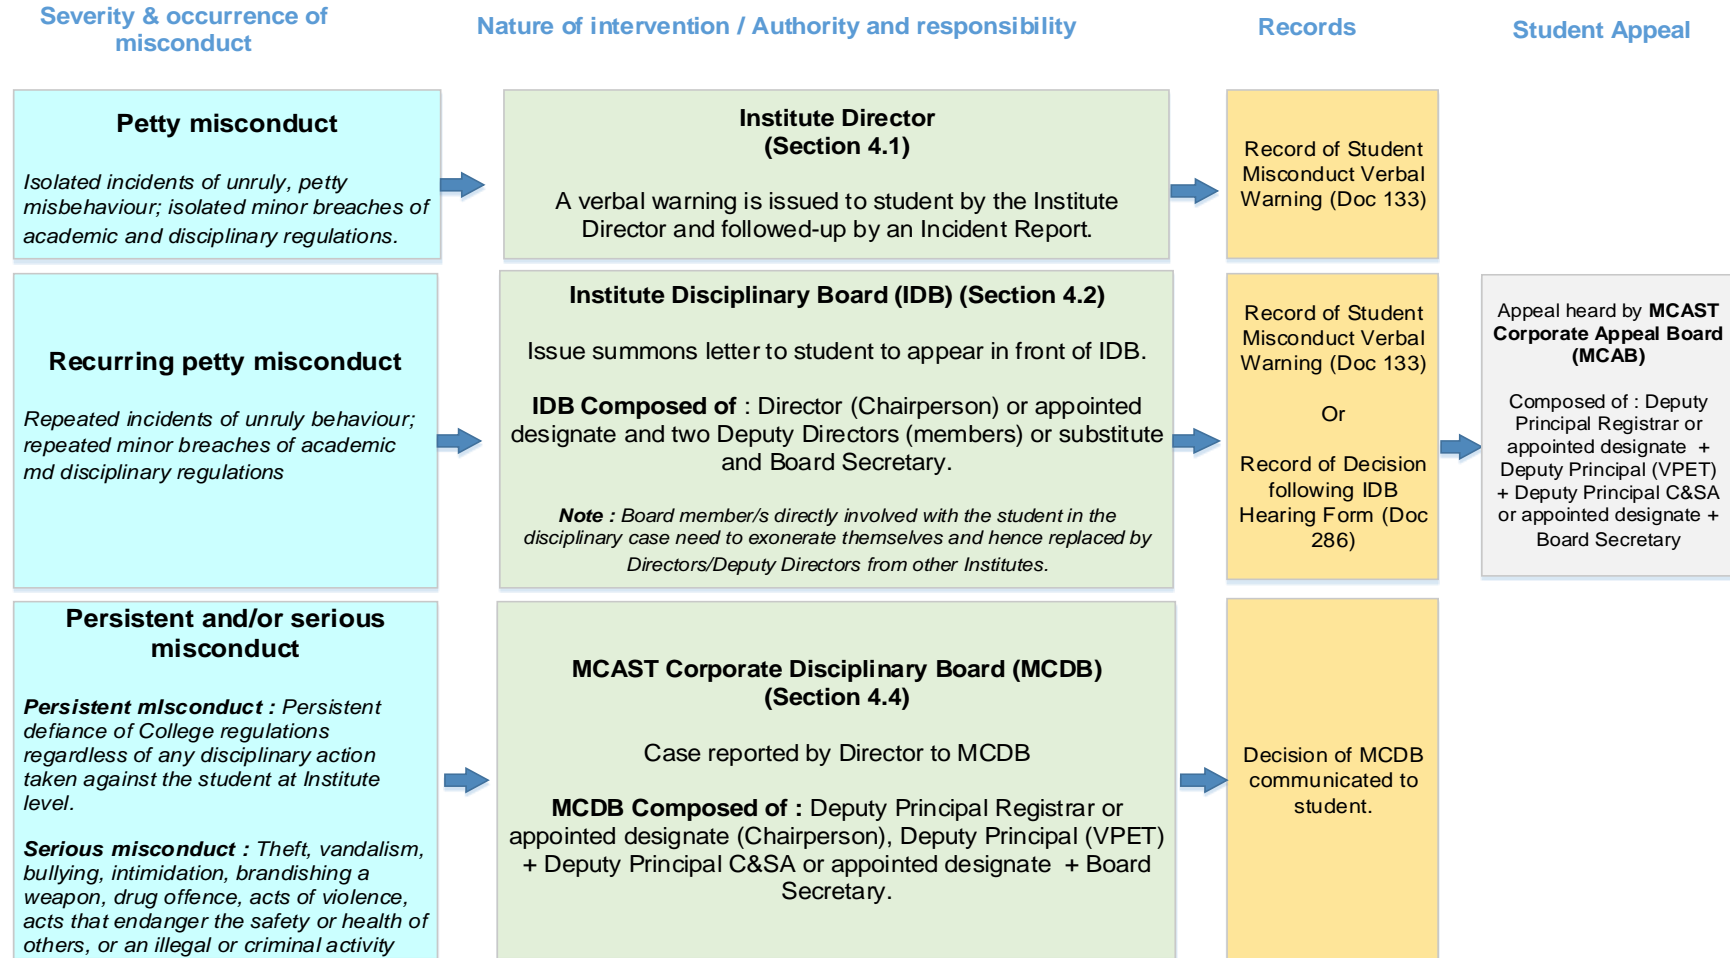 Severity & occurrence of
misconduct
Nature of intervention / Authority and responsibility
Records
Student Appeal
Petty misconduct
Isolated incidents of unruly, petty
misbehaviour; isolated minor breaches of
academic and disciplinary regulations.
Institute Director
(Section 4.1)
A verbal warning is issued to student by the Institute
Director and followed-up by an Incident Report.
Record of Student
Misconduct Verbal
Warning (Doc 133)
Recurring petty misconduct
Repeated incidents of unruly behaviour;
repeated minor breaches of academic
md disciplinary regulations
Institute Disciplinary Board (IDB) (Section 4.2)
Issue summons letter to student to appear in front of IDB.
IDB Composed of : Director (Chairperson) or appointed
designate and two Deputy Directors (members) or substitute
and Board Secretary.
Note : Board member/s directly involved with the student in the
disciplinary case need to exonerate themselves and hence replaced by
Directors/Deputy Directors from other Institutes.
Record of Student
Misconduct Verbal
Warning (Doc 133)
Or
Record of Decision
following IDB
Hearing Form (Doc
286)
Appeal heard by MCAST
Corporate Appeal Board
(MCAB)
Composed of : Deputy
Principal Registrar or
appointed designate +
Deputy Principal (VPET)
+ Deputy Principal C&SA
or appointed designate +
Board Secretary
Persistent and/or serious
misconduct
Persistent mlsconduct : Persistent
defiance of College regulations
regardless of any disciplinary action
taken against the student at Institute
level.
Serious misconduct : Theft, vandalism,
bullying, intimidation, brandishing a
weapon, drug offence, acts of violence,
acts that endanger the safety or health of
others, or an illegal or criminal activity
MCAST Corporate Disciplinary Board (MCDB)
(Section 4.4)
Case reported by Director to MCDB
MCDB Composed of : Deputy Principal Registrar or
appointed designate (Chairperson), Deputy Principal (VPET)
+ Deputy Principal C&SA or appointed designate + Board
Secretary.
Decision of MCDB
communicated to
student.